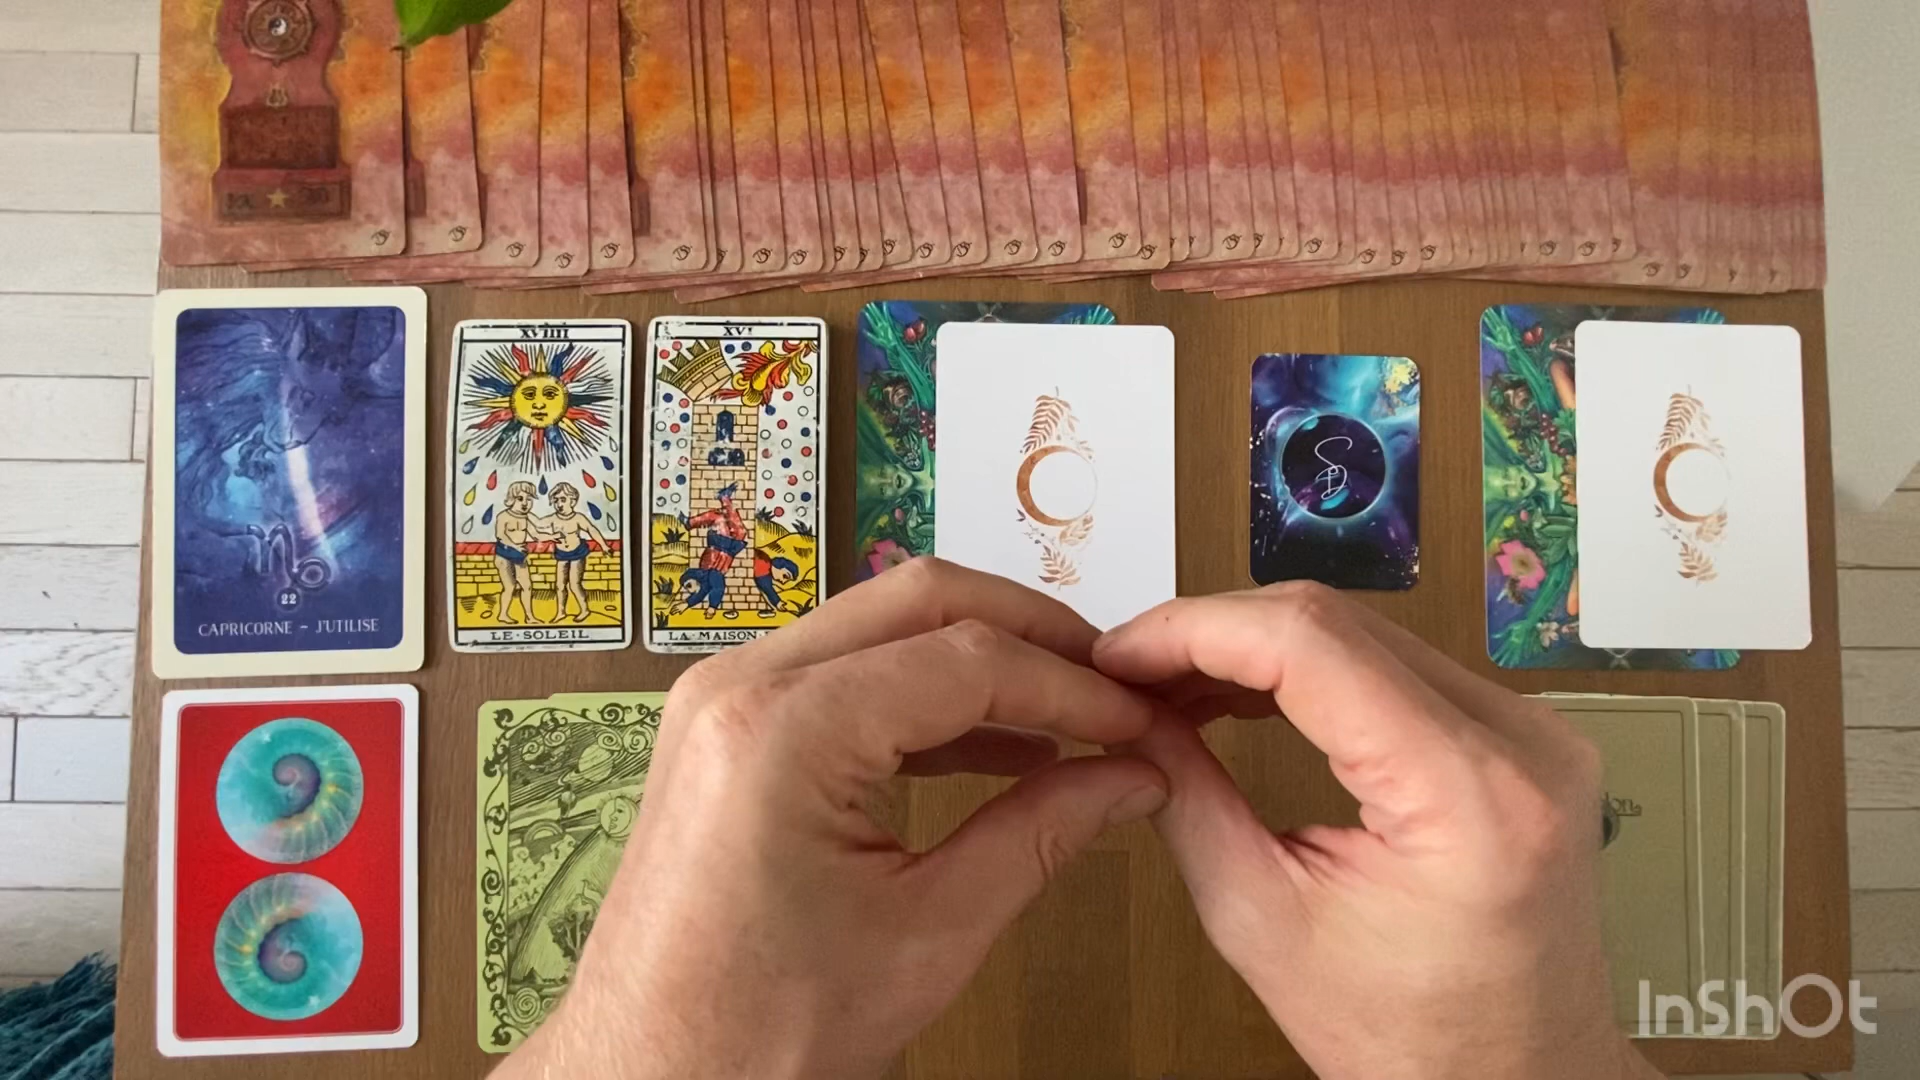 XVIIII
XVI
22
CAPRICORNE - J'UTILISE
LE·SOLEIL
LA·MAISON·
InShOt